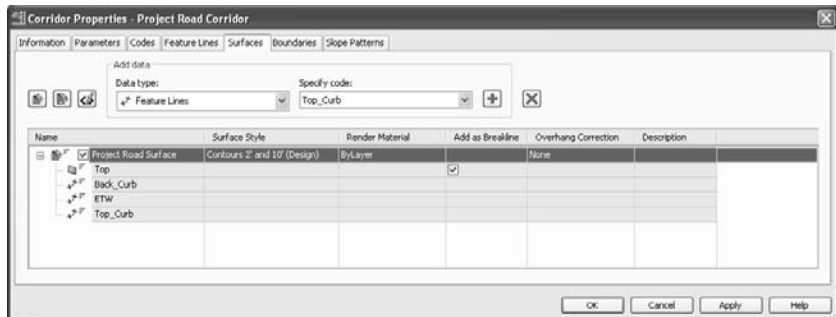 Corridor Properties - Project Road Corridor
Information Parameters Codes Feature Lines Surfaces Boundaries Slope Patterns
Add data
Data type: Specify code:
Feature Lines Top_Curb
Name Surface Style Render Material Add as Breakline Overhang Correction Description
Project Road Surface Contours 2' and 10' (Design) ByLayer None
Top
Back_Curb
ETW
Top_Curb
OK Cancel Apply Help